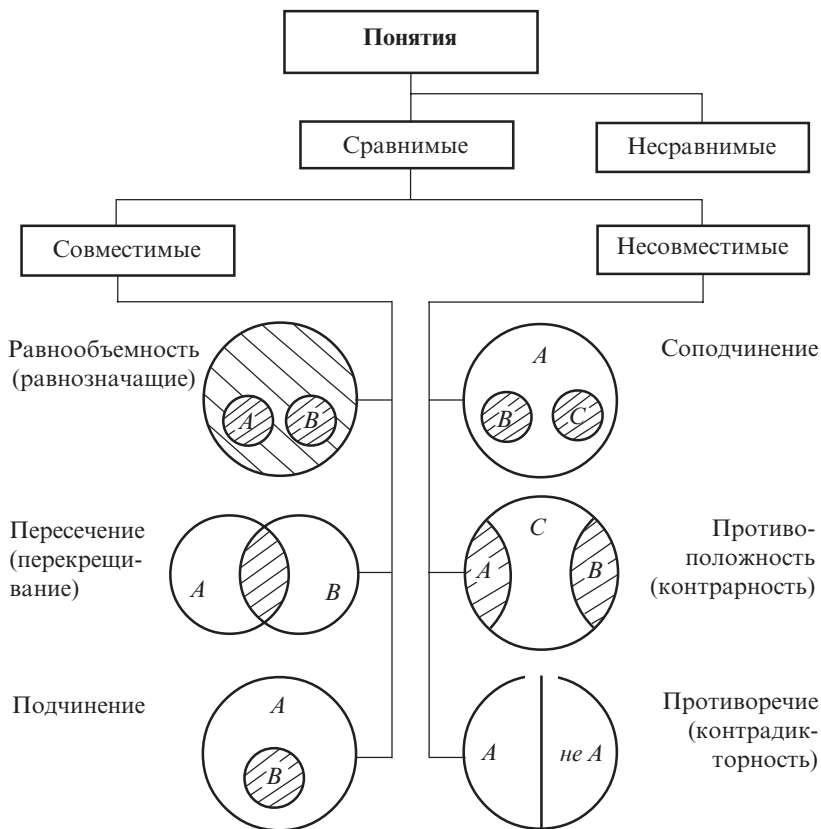 Понятия
Сравнимые
Несравнимые
Совместимые
Несовместимые
Равнообъемность
(равнозначащие)
A
B
A
B
C
Соподчинение
Пересечение
(перекрещи-
вание)
A
B
C
A
B
Противо-
положность
(контрарность)
Подчинение
A
B
A
не A
Противоречие
(контрадик-
торность)